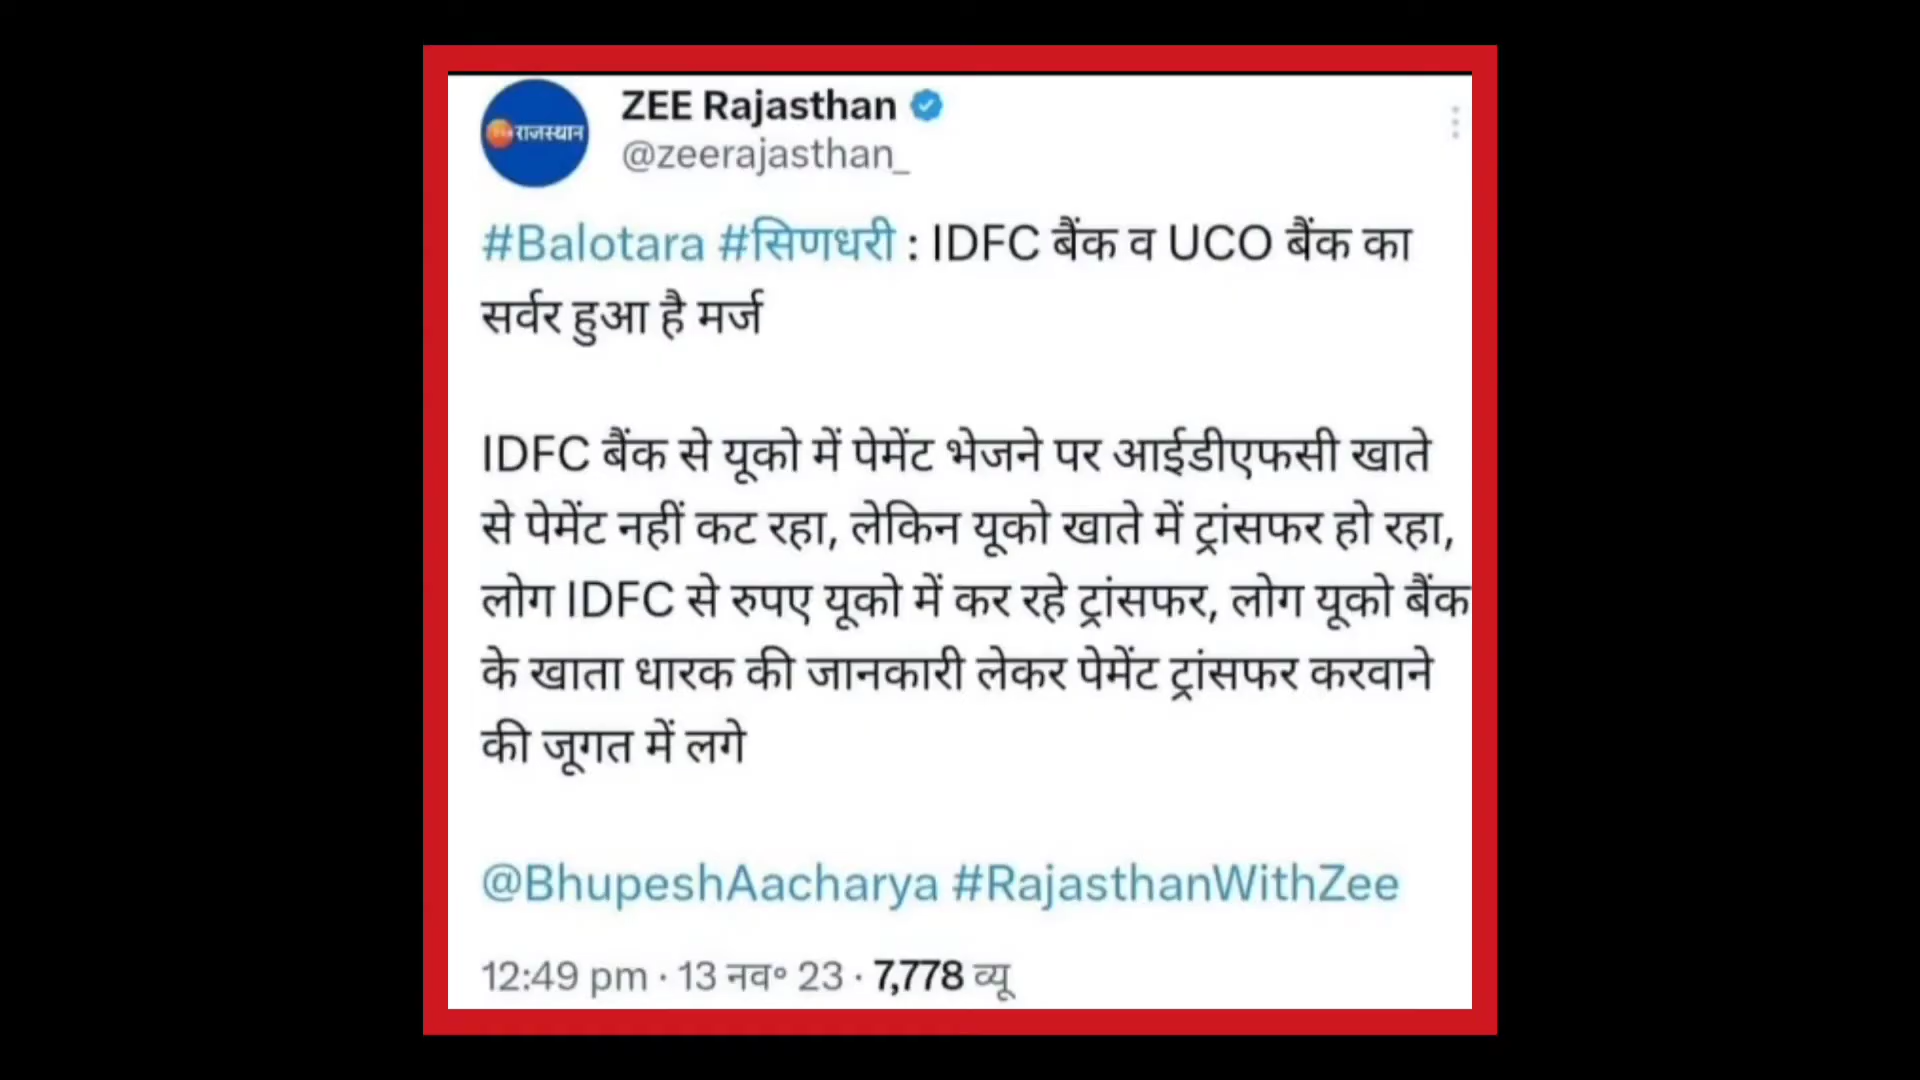 राजस्थान
ZEE Rajasthan
@zeerajasthan_
#Balotara #सिणधरी : IDFC बैंक व UCO बैंक का
सर्वर हुआ है मर्ज
IDFC बैंक से यूको में पेमेंट भेजने पर आईडीएफसी खाते
से पेमेंट नहीं कट रहा, लेकिन यूको खाते में ट्रांसफर हो रहा,
लोग IDFC से रुपए यूको में कर रहे ट्रांसफर, लोग यूको बैंक
के खाता धारक की जानकारी लेकर पेमेंट ट्रांसफर करवाने
की जूगत में लगे
@BhupeshAacharya #RajasthanWithZee
12:49 pm · 13 नव॰ 23 · 7,778 व्यू